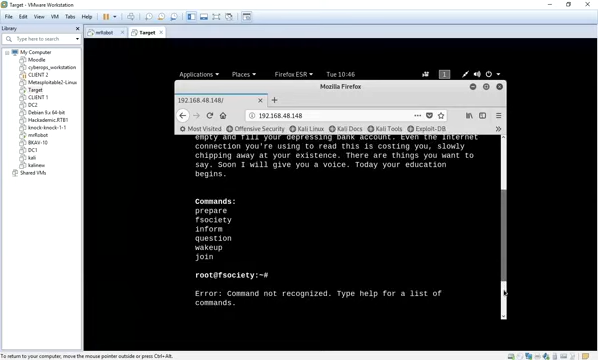 Target - VMware Workstation
File Edit View VM Tabs Help
Library
Type here to search
mRobot
Target
My Computer
Moodle
cyberops_workstation
CLIENT 2
Metasploitable2-Linux
Target
CLIENT 1
DC2
Debian 9.x 64-bit
Hackademic.RTB1
knock-knock-1-1
mrRobot
BKAV-10
DC1
kali
kalinew
Shared VMs
Applications Places Firefox ESR Tue 10:46 1
Mozilla Firefox
192.168.48.148/
192.168.48.148
Most Visited Offensive Security Kali Linux Kali Docs Kali Tools Exploit-DB
empty and fill your depressing bank account. Even the Internet
connection you're using to read this is costing you, slowly
chipping away at your existence. There are things you want to
say. Soon I will give you a voice. Today your education
begins.
Commands:
prepare
fsociety
inform
question
wakeup
join
root@fsociety:~#
Error: Command not recognized. Type help for a list of
commands.
To return to your computer, move the mouse pointer outside or press Ctrl+Alt.